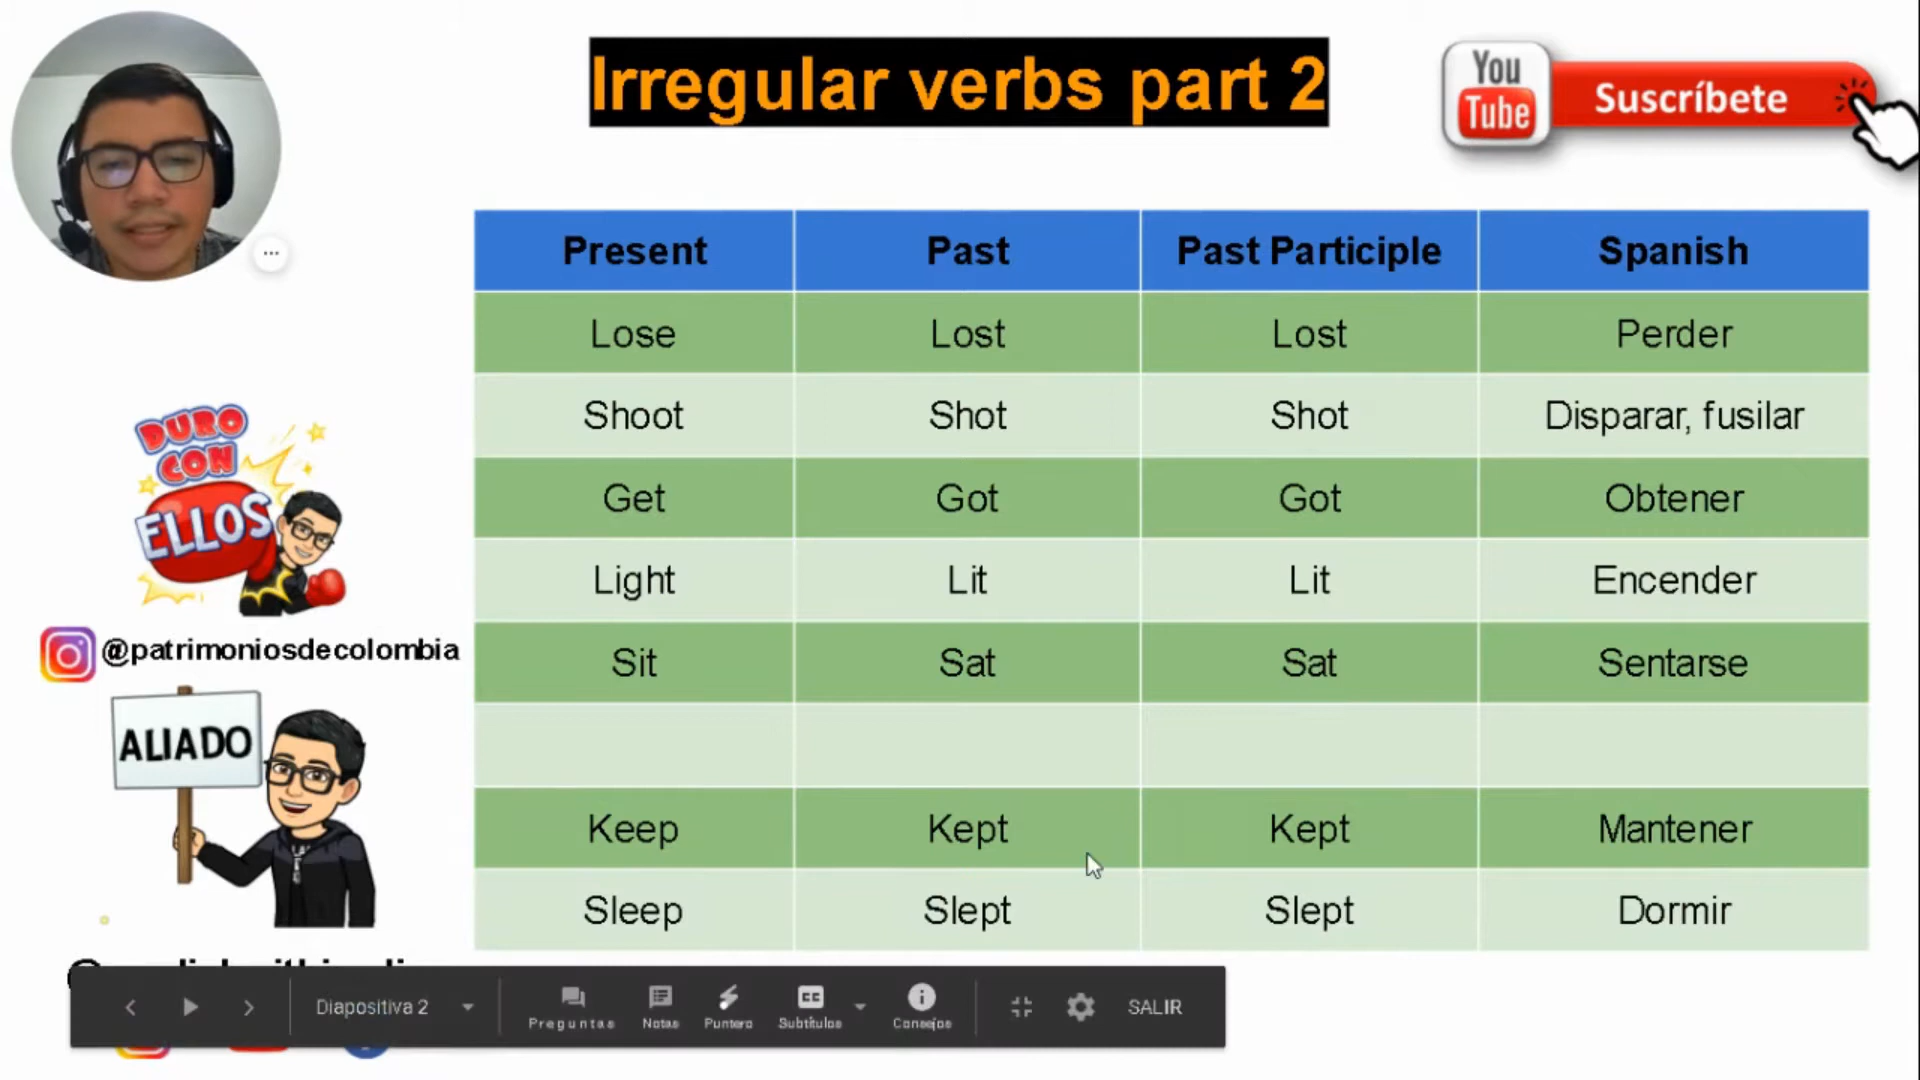 Irregular verbs part 2
You
Tube
Suscríbete
Present Past Past Participle Spanish
Lose Lost Lost Perder
Shoot Shot Shot Disparar, fusilar
Get Got Got Obtener
Light Lit Lit Encender
Sit Sat Sat Sentarse
Keep Kept Kept Mantener
Sleep Slept Slept Dormir
DURO
CON
ELLOS
@patrimoniosdecolombia
ALIADO
Diapositiva 2
Preguntas
Notas
Puntero
CC
Subtítulos
Consejos
SALIR